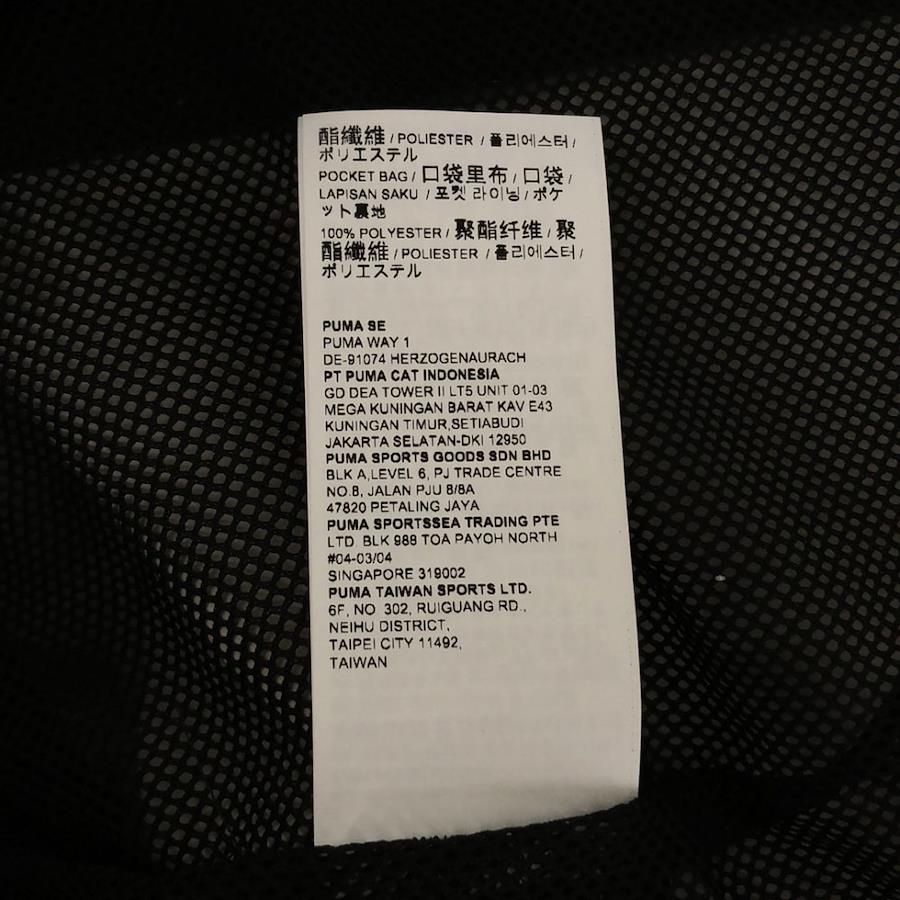 酯纖維 / POLIESTER / 폴리에스터 /
ポリエステル
POCKET BAG / 口袋里布 / 口袋 /
LAPISAN SAKU / 포켓 라이닝 / ポケ
ット裏地
100% POLYESTER / 聚酯纤维 / 聚
酯纖維 / POLIESTER / 폴리에스터 /
ポリエステル
PUMA SE
PUMA WAY 1
DE-91074 HERZOGENAURACH
PT PUMA CAT INDONESIA
GD DEA TOWER II LT5 UNIT 01-03
MEGA KUNINGAN BARAT KAV E43
KUNINGAN TIMUR,SETIABUDI
JAKARTA SELATAN-DKI 12950
PUMA SPORTS GOODS SDN BHD
BLK A,LEVEL 6, PJ TRADE CENTRE
NO.8, JALAN PJU 8/8A
47820 PETALING JAYA
PUMA SPORTSSEA TRADING PTE
LTD. BLK 988 TOA PAYOH NORTH
#04-03/04
SINGAPORE 319002
PUMA TAIWAN SPORTS LTD.
6F, NO. 302, RUIGUANG RD.,
NEIHU DISTRICT,
TAIPEI CITY 11492,
TAIWAN